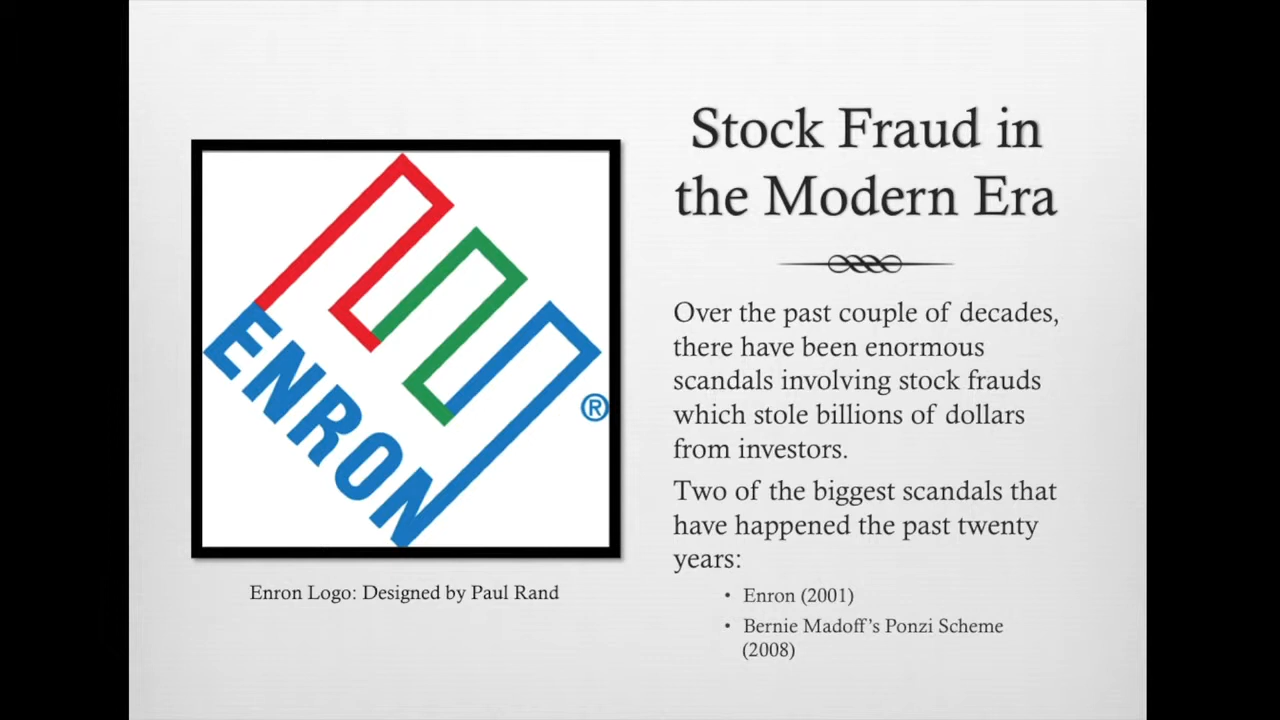 Stock Fraud in
the Modern Era
ENRON
®
Over the past couple of decades,
there have been enormous
scandals involving stock frauds
which stole billions of dollars
from investors.
Two of the biggest scandals that
have happened the past twenty
years:
• Enron (2001)
• Bernie Madoff's Ponzi Scheme
(2008)
Enron Logo: Designed by Paul Rand